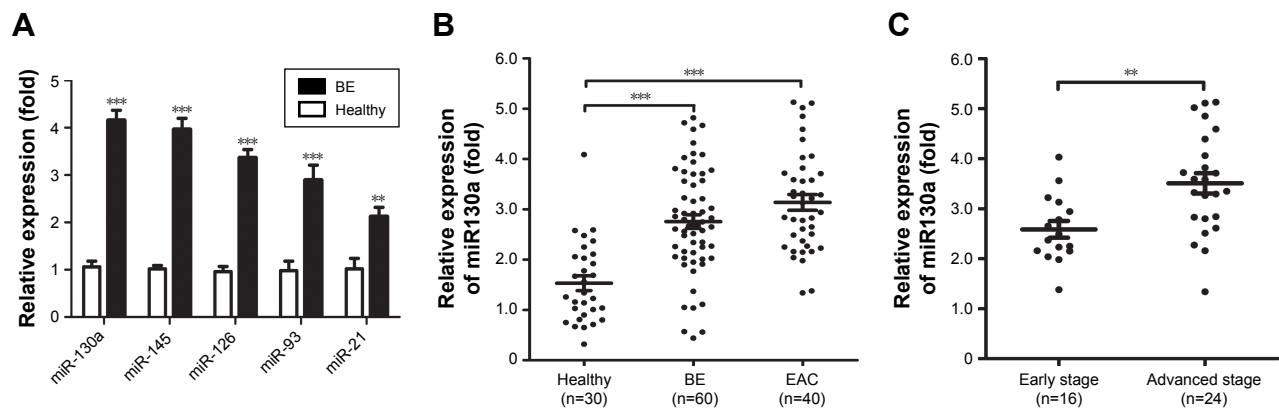 A
Relative expression (fold)
5
4
3
2
1
0
BE
Healthy
***
***
***
***
**
miR-130a
miR-145
miR-126
miR-93
miR-21
B
Relative expression
of miR130a (fold)
6.0
5.0
4.0
3.0
2.0
1.0
0
***
***
Healthy
(n=30)
BE
(n=60)
EAC
(n=40)
C
Relative expression
of miR130a (fold)
6.0
5.0
4.0
3.0
2.0
1.0
0
**
Early stage
(n=16)
Advanced stage
(n=24)